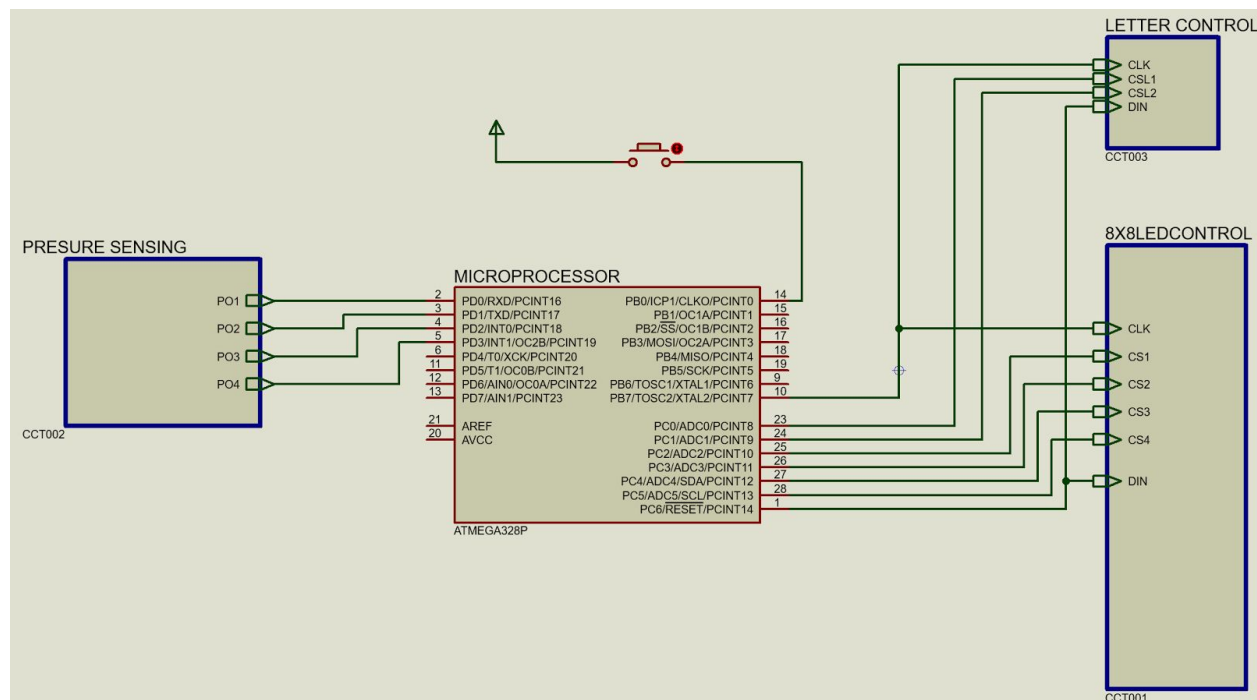 LETTER CONTROL
CLK
CSL1
CSL2
DIN
CCT003
PRESURE SENSING
PO1
PO2
PO3
PO4
CCT002
MICROPROCESSOR
2 PD0/RXD/PCINT16
3 PD1/TXD/PCINT17
4 PD2/INT0/PCINT18
5 PD3/INT1/OC2B/PCINT19
6 PD4/T0/XCK/PCINT20
11 PD5/T1/OC0B/PCINT21
12 PD6/AIN0/OC0A/PCINT22
13 PD7/AIN1/PCINT23
21 AREF
20 AVCC
PB0/ICP1/CLKO/PCINT0 14
PB1/OC1A/PCINT1 15
PB2/SS/OC1B/PCINT2 16
PB3/MOSI/OC2A/PCINT3 17
PB4/MISO/PCINT4 18
PB5/SCK/PCINT5 19
PB6/TOSC1/XTAL1/PCINT6 9
PB7/TOSC2/XTAL2/PCINT7 10
PC0/ADC0/PCINT8 23
PC1/ADC1/PCINT9 24
PC2/ADC2/PCINT10 25
PC3/ADC3/PCINT11 26
PC4/ADC4/SDA/PCINT12 27
PC5/ADC5/SCL/PCINT13 28
PC6/RESET/PCINT14 1
ATMEGA328P
8X8LEDCONTROL
CLK
CS1
CS2
CS3
CS4
DIN
CCT001